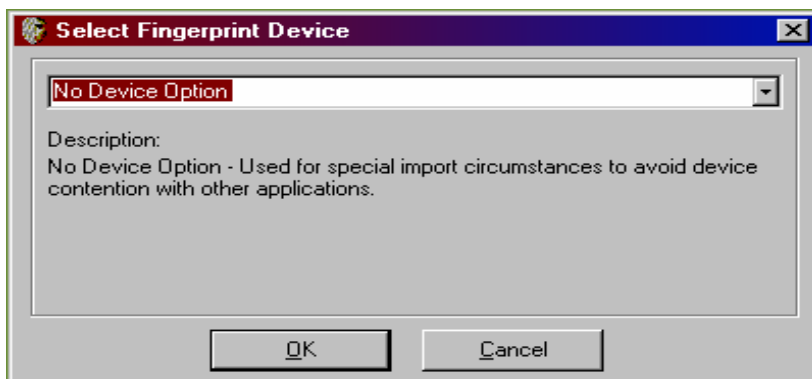 Select Fingerprint Device
No Device Option
Description:
No Device Option - Used for special import circumstances to avoid device
contention with other applications.
OK
Cancel